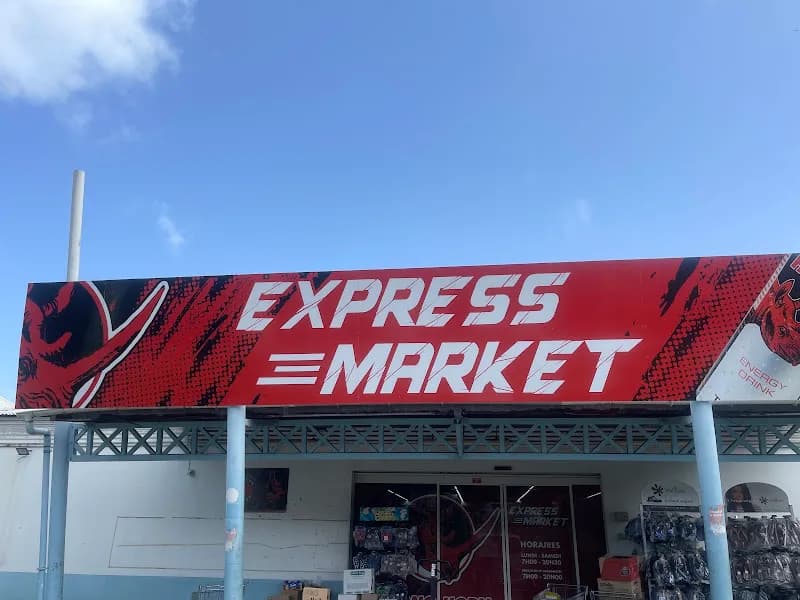 EXPRESS
MARKET
ENERGY
DRINK
EXPRESS
MARKET
HORAIRES
LUNDI - SAMEDI
7H00 - 20H30
7H00 - 20H00